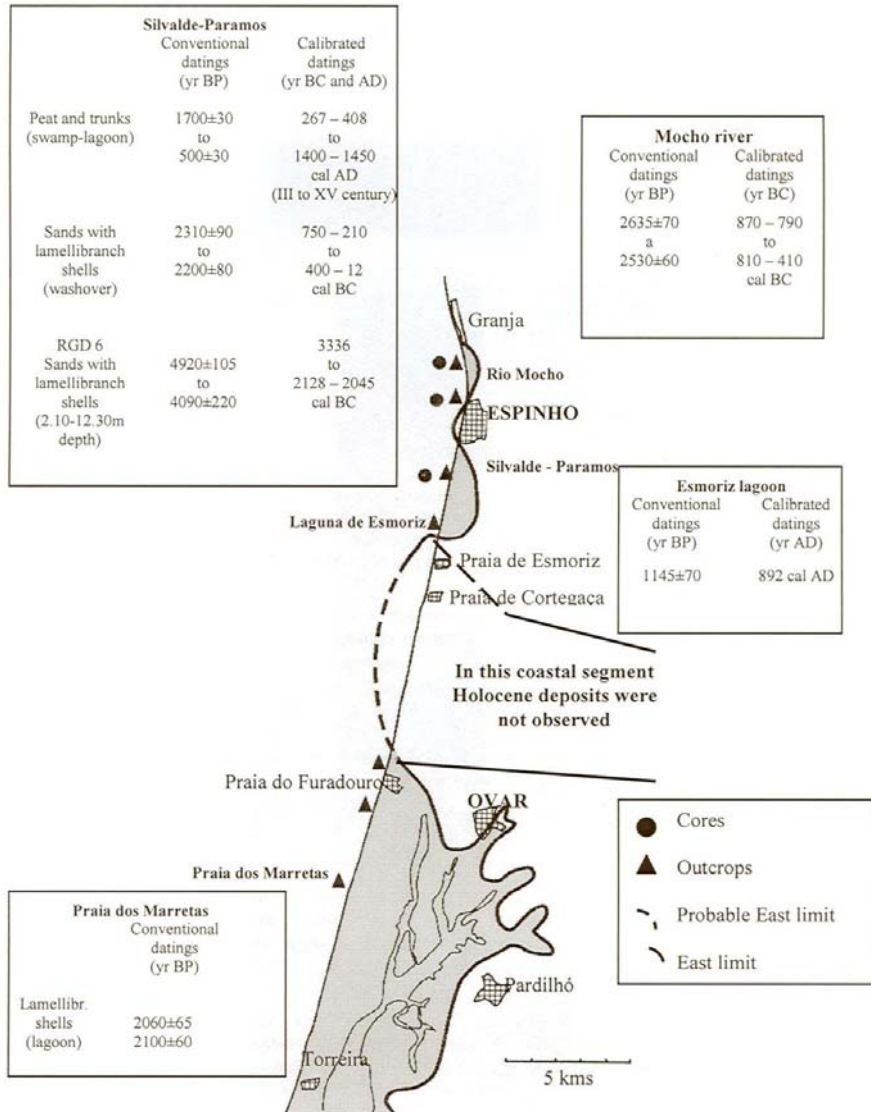 Silvalde-Paramos
Conventional datings (yr BP)
Calibrated datings (yr BC and AD)
Peat and trunks (swamp-lagoon)
1700±30
to
500±30
267 – 408
to
1400 – 1450
cal AD
(III to XV century)
Sands with lamellibranch shells (washover)
2310±90
to
2200±80
750 – 210
to
400 – 12
cal BC
RGD 6
Sands with lamellibranch shells
(2.10-12.30m depth)
4920±105
to
4090±220
3336
to
2128 – 2045
cal BC
Mocho river
Conventional datings (yr BP)
Calibrated datings (yr BC)
2635±70
a
2530±60
870 – 790
to
810 – 410
cal BC
Granja
Rio Mocho
ESPINHO
Silvalde - Paramos
Laguna de Esmoriz
Praia de Esmoriz
Praia de Cortegaça
Esmoriz lagoon
Conventional datings (yr BP)
Calibrated datings (yr AD)
1145±70
892 cal AD
In this coastal segment
Holocene deposits were
not observed
Praia do Furadouro
OVAR
Praia dos Marretas
Cores
Outcrops
Probable East limit
East limit
Praia dos Marretas
Conventional datings (yr BP)
Lamellibr. shells (lagoon)
2060±65
2100±60
Pardilhó
Torreira
5 kms